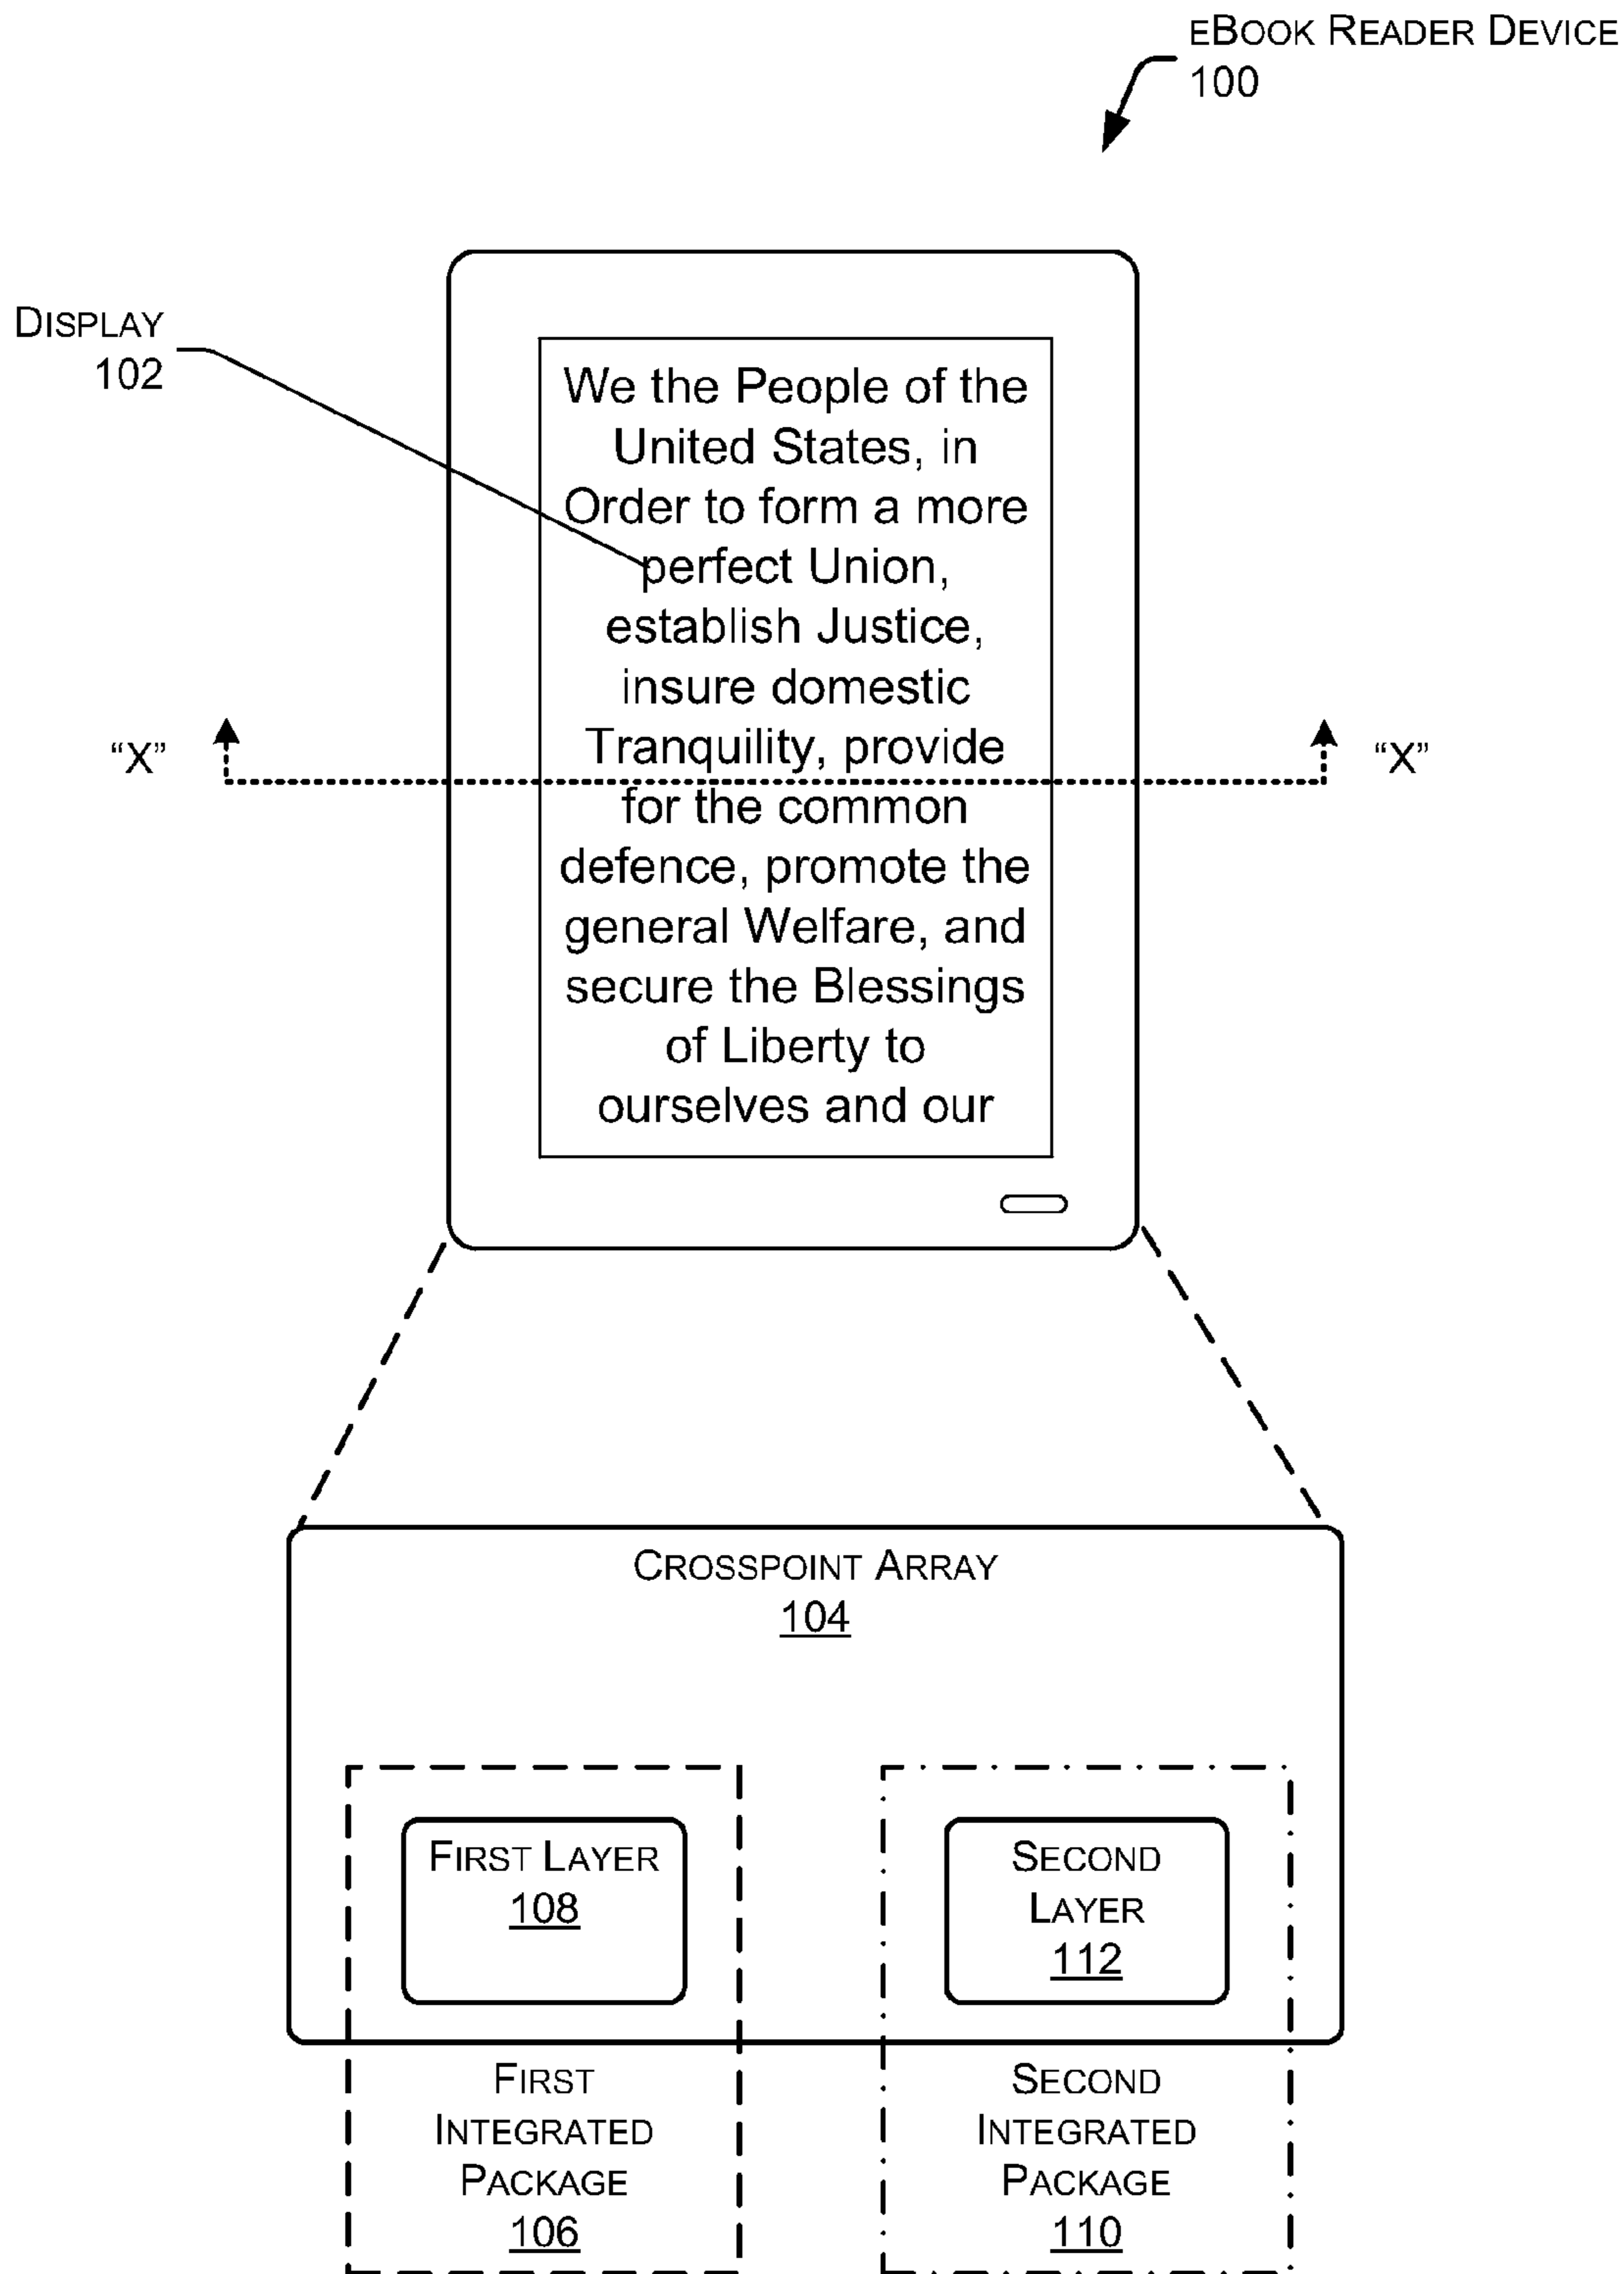 EBOOK READER DEVICE
100
DISPLAY
102
We the People of the
United States, in
Order to form a more
perfect Union,
establish Justice,
insure domestic
Tranquility, provide
for the common
defence, promote the
general Welfare, and
secure the Blessings
of Liberty to
ourselves and our
“X”
“X”
CROSSPOINT ARRAY
104
FIRST LAYER
108
SECOND
LAYER
112
FIRST
INTEGRATED
PACKAGE
106
SECOND
INTEGRATED
PACKAGE
110